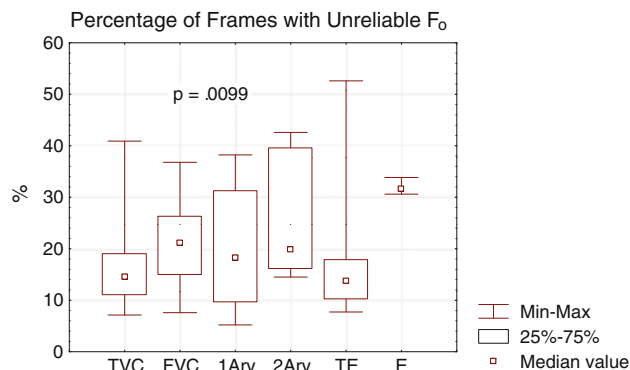 Percentage of Frames with Unreliable Fo
60
50
40
30
20
10
0
%
p = .0099
TVC FVC 1Ary 2Ary TE E
Min-Max
25%-75%
Median value